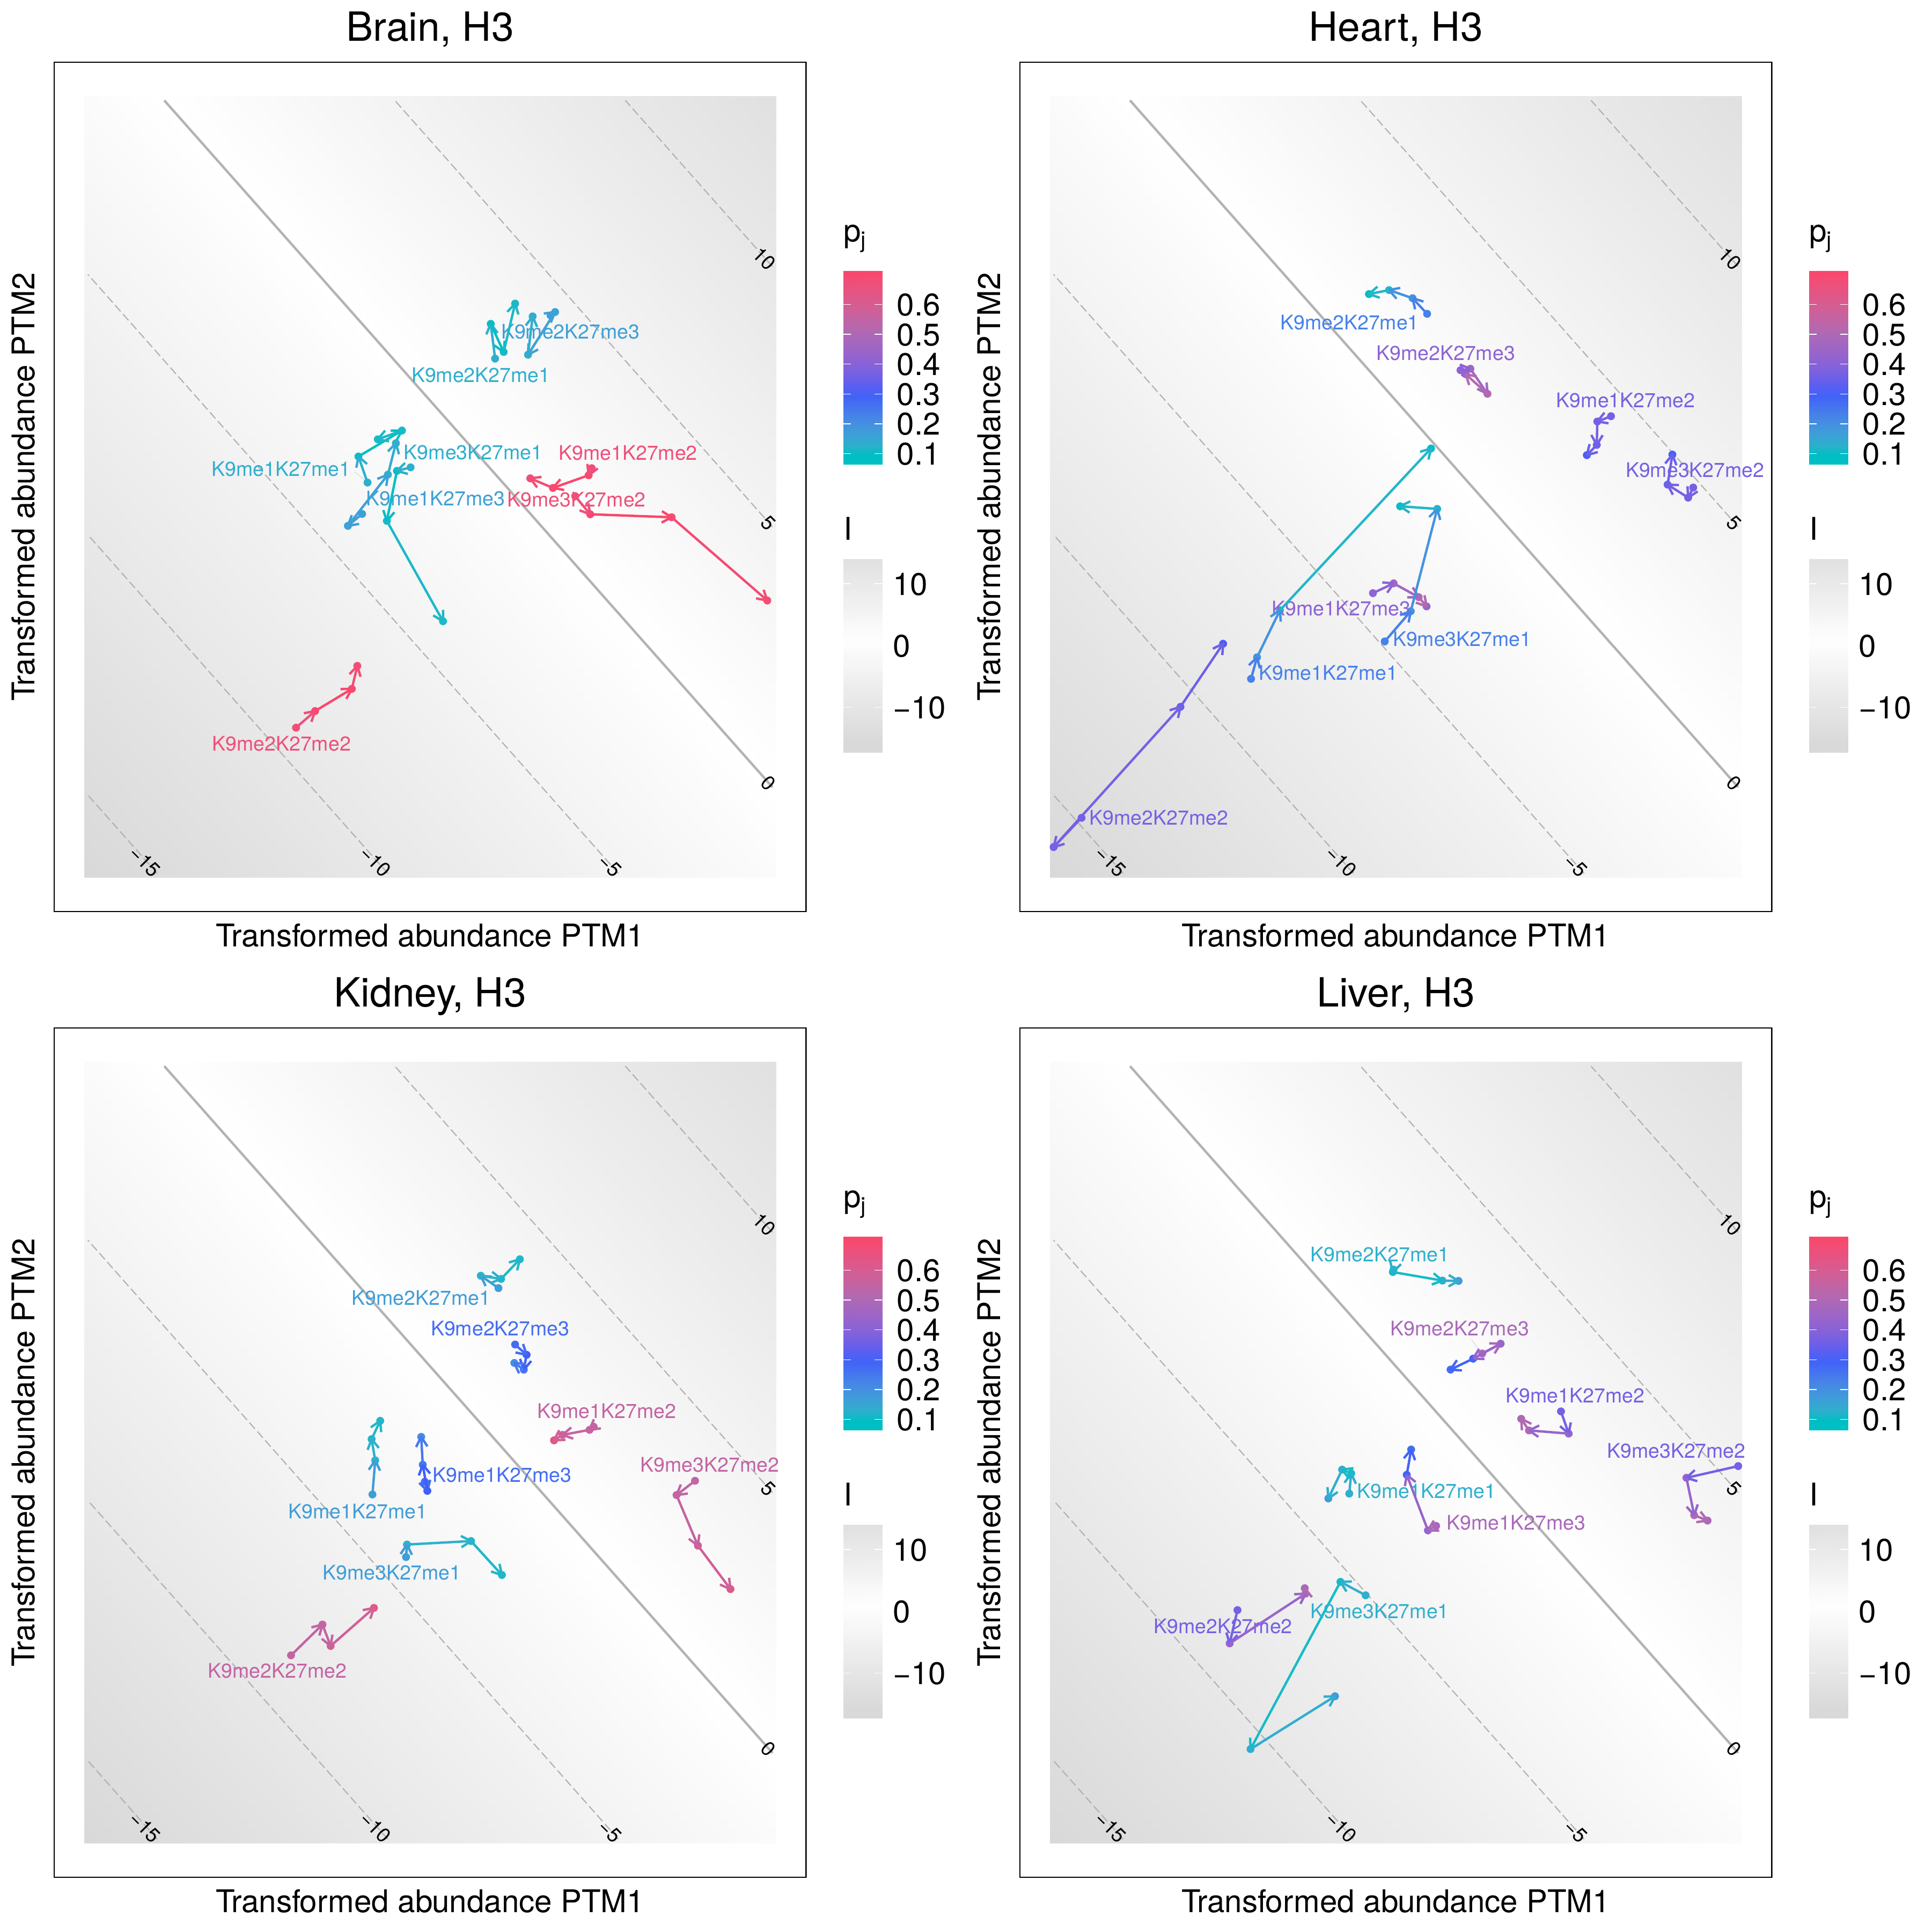 Brain, H3
Transformed abundance PTM2
10
5
0
−5
−10
−15
K9me2K27me3
K9me2K27me1
K9me3K27me1
K9me1K27me2
K9me1K27me1
K9me1K27me3
K9me3K27me2
K9me2K27me2
Transformed abundance PTM1
pj
0.6
0.5
0.4
0.3
0.2
0.1
I
10
0
−10
Heart, H3
Transformed abundance PTM2
10
5
0
−5
−10
−15
K9me2K27me1
K9me2K27me3
K9me1K27me2
K9me3K27me2
K9me1K27me3
K9me3K27me1
K9me1K27me1
K9me2K27me2
Transformed abundance PTM1
pj
0.6
0.5
0.4
0.3
0.2
0.1
I
10
0
−10
Kidney, H3
Transformed abundance PTM2
10
5
0
−5
−10
−15
K9me2K27me1
K9me2K27me3
K9me1K27me2
K9me3K27me2
K9me1K27me3
K9me1K27me1
K9me3K27me1
K9me2K27me2
Transformed abundance PTM1
pj
0.6
0.5
0.4
0.3
0.2
0.1
I
10
0
−10
Liver, H3
Transformed abundance PTM2
10
5
0
−5
−10
−15
K9me2K27me1
K9me2K27me3
K9me1K27me2
K9me3K27me2
K9me1K27me1
K9me1K27me3
K9me3K27me1
K9me2K27me2
Transformed abundance PTM1
pj
0.6
0.5
0.4
0.3
0.2
0.1
I
10
0
−10